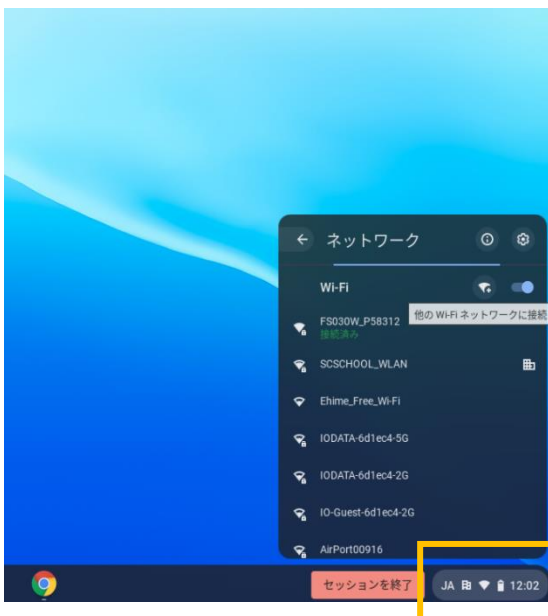 ネットワーク
Wi-Fi
他の Wi-Fi ネットワークに接続
FS030W_P58312
接続済み
SCSCHOOL_WLAN
Ehime_Free_Wi-Fi
IODATA-6d1ec4-5G
IODATA-6d1ec4-2G
IO-Guest-6d1ec4-2G
AirPort00916
セッションを終了
JA
12:02